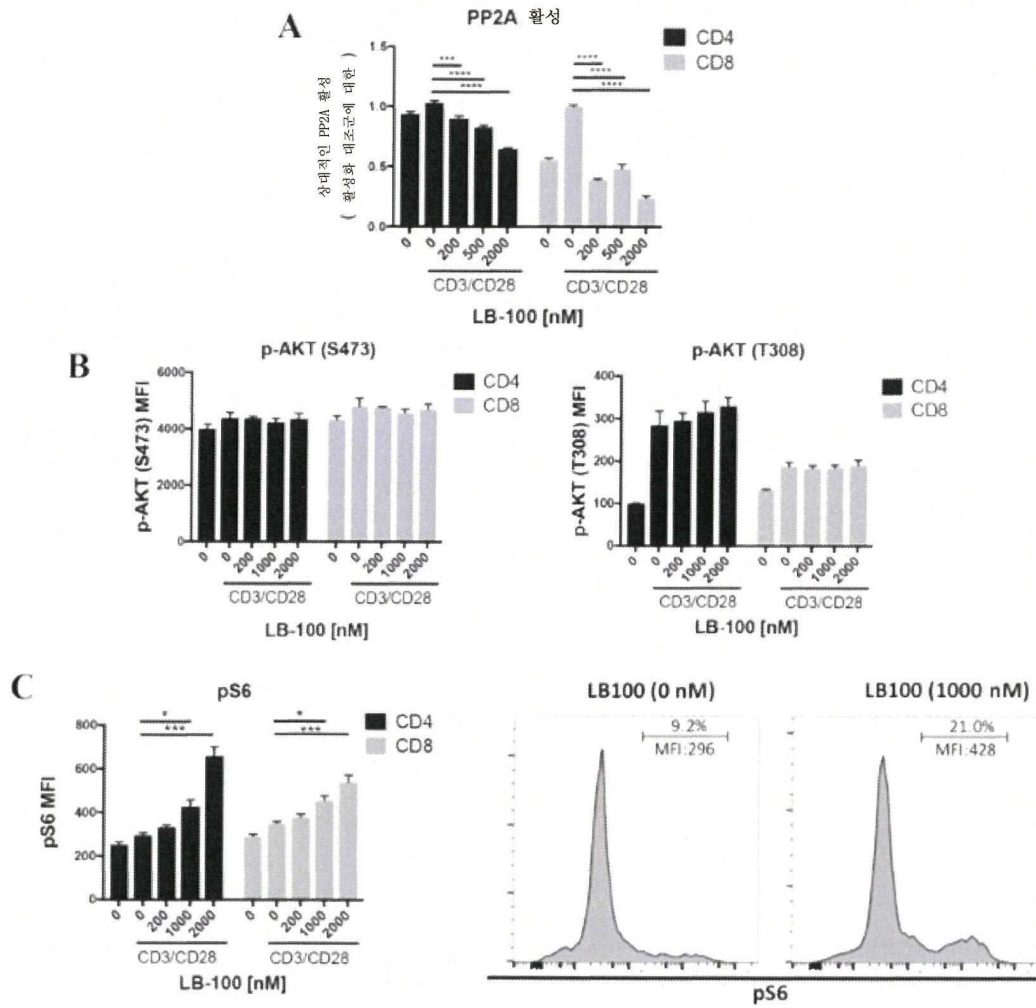 A
PP2A 활성
상대적인 PP2A 활성
( 활성화 대조군에 대한 )
1.5
1.0
0.5
0.0
*** 
****
****
****
****
****
CD4
CD8
0 0 200 500 2000 0 0 200 500 2000
CD3/CD28 CD3/CD28
LB-100 [nM]
B
p-AKT (S473)
p-AKT (S473) MFI
6000
4000
2000
0
CD4
CD8
0 0 200 1000 2000 0 0 200 1000 2000
CD3/CD28 CD3/CD28
LB-100 [nM]
p-AKT (T308)
p-AKT (T308) MFI
400
300
200
100
0
CD4
CD8
0 0 200 1000 2000 0 0 200 1000 2000
CD3/CD28 CD3/CD28
LB-100 [nM]
C
pS6
pS6 MFI
800
600
400
200
0
*
***
*
***
CD4
CD8
0 0 200 1000 2000 0 0 200 1000 2000
CD3/CD28 CD3/CD28
LB-100 [nM]
LB100 (0 nM)
9.2%
MFI:296
LB100 (1000 nM)
21.0%
MFI:428
pS6